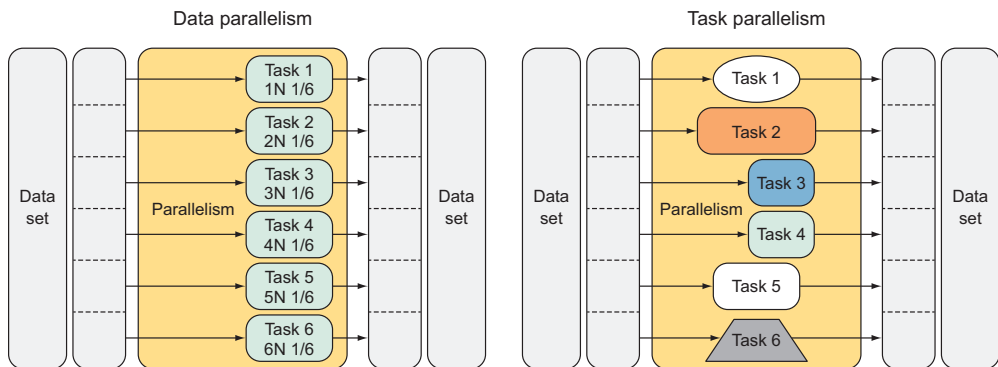 Data parallelism
Data
set
Parallelism
Task 1
1N 1/6
Task 2
2N 1/6
Task 3
3N 1/6
Task 4
4N 1/6
Task 5
5N 1/6
Task 6
6N 1/6
Data
set
Task parallelism
Data
set
Parallelism
Task 1
Task 2
Task 3
Task 4
Task 5
Task 6
Data
set